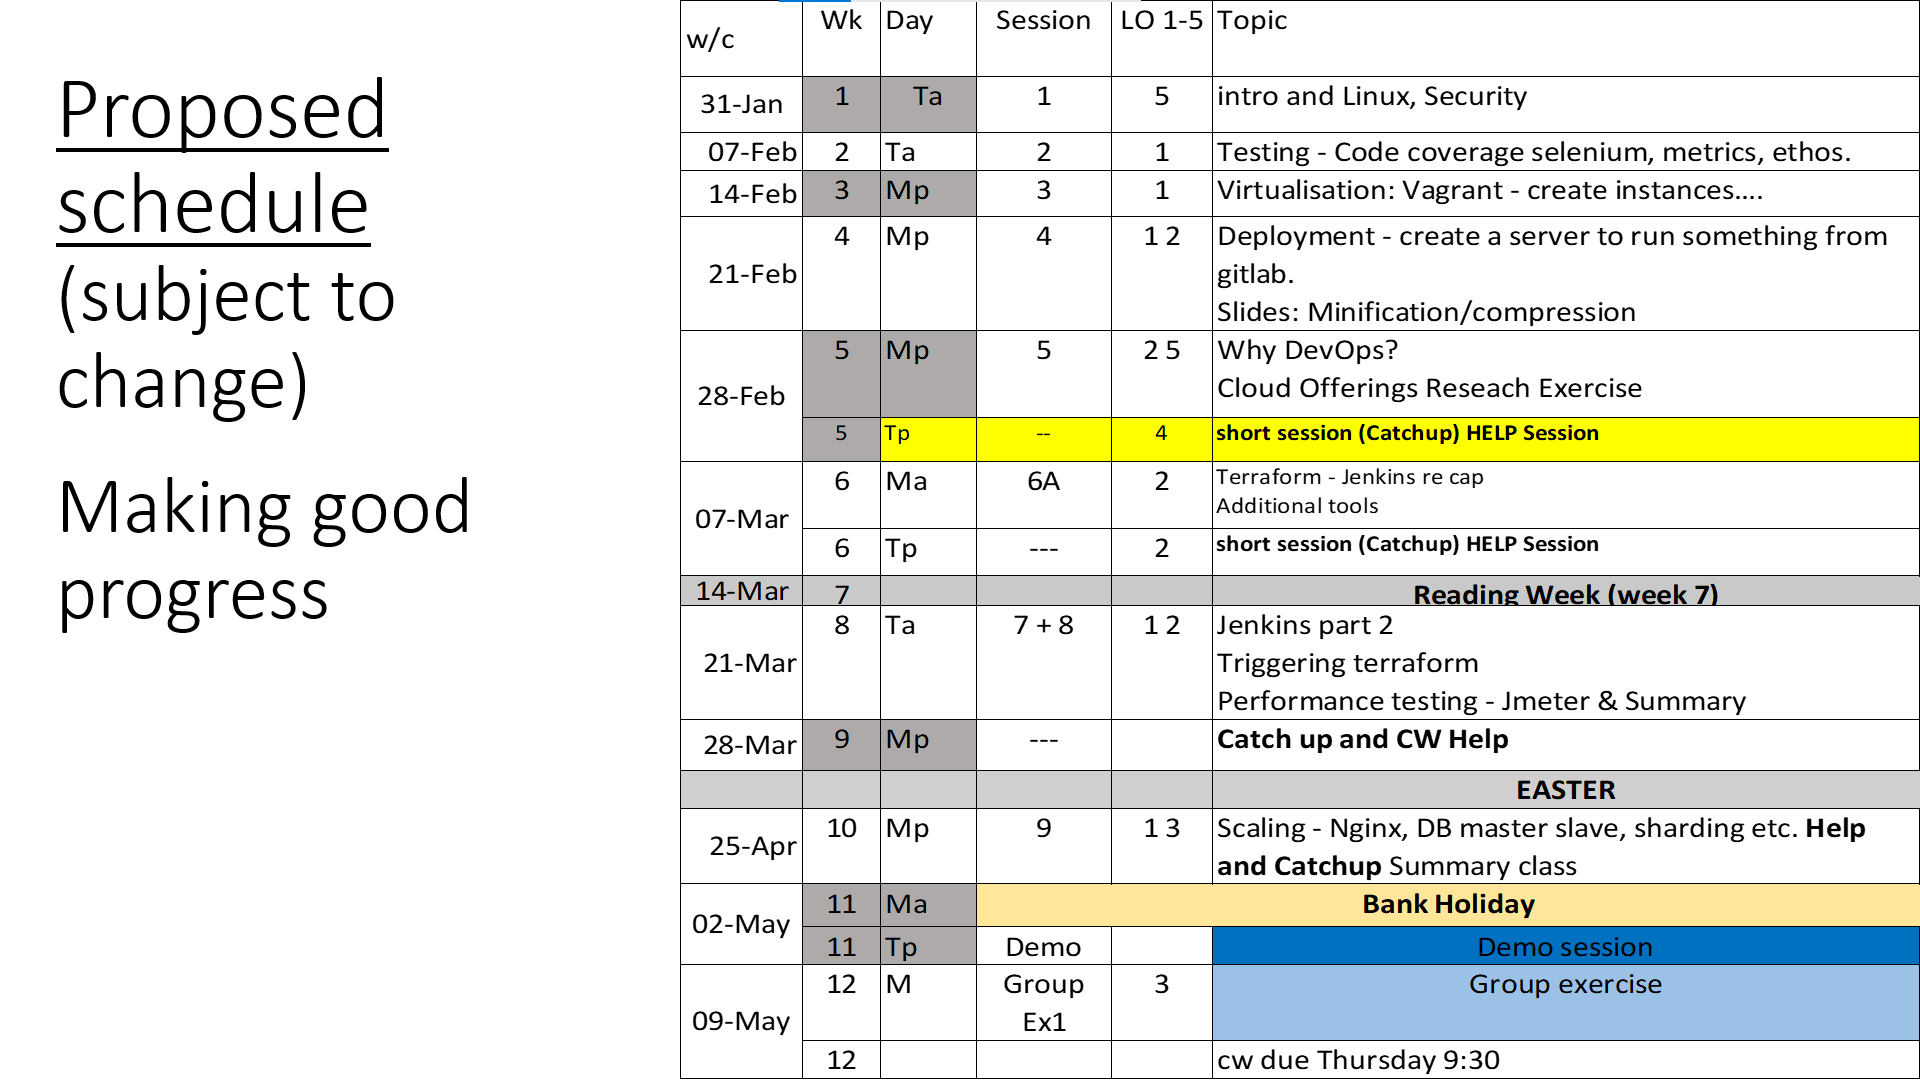 Proposed
schedule
(subject to
change)
Making good
progress
w/c Wk Day Session LO 1-5 Topic
31-Jan 1 Ta 1 5 intro and Linux, Security
07-Feb 2 Ta 2 1 Testing - Code coverage selenium, metrics, ethos.
14-Feb 3 Mp 3 1 Virtualisation: Vagrant - create instances....
21-Feb 4 Mp 4 1 2 Deployment - create a server to run something from
gitlab.
Slides: Minification/compression
28-Feb 5 Mp 5 2 5 Why DevOps?
Cloud Offerings Reseach Exercise
5 Tp -- 4 short session (Catchup) HELP Session
07-Mar 6 Ma 6A 2 Terraform - Jenkins re cap
Additional tools
6 Tp --- 2 short session (Catchup) HELP Session
14-Mar 7 Reading Week (week 7)
21-Mar 8 Ta 7 + 8 1 2 Jenkins part 2
Triggering terraform
Performance testing - Jmeter & Summary
28-Mar 9 Mp --- Catch up and CW Help
EASTER
25-Apr 10 Mp 9 1 3 Scaling - Nginx, DB master slave, sharding etc. Help
and Catchup Summary class
02-May 11 Ma Bank Holiday
11 Tp Demo Demo session
09-May 12 M Group 3 Group exercise
Ex1
12 cw due Thursday 9:30